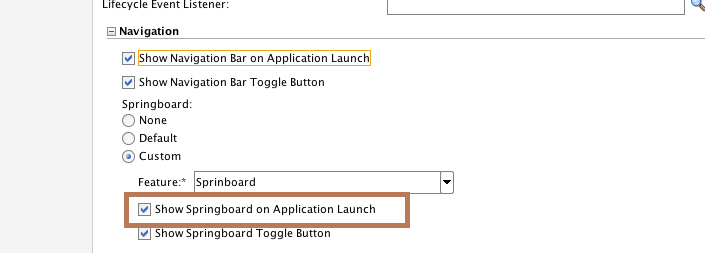 Lifecycle Event Listener:
Navigation
Show Navigation Bar on Application Launch
Show Navigation Bar Toggle Button
Springboard:
None
Default
Custom
Feature:* Sprinboard
Show Springboard on Application Launch
Show Springboard Toggle Button